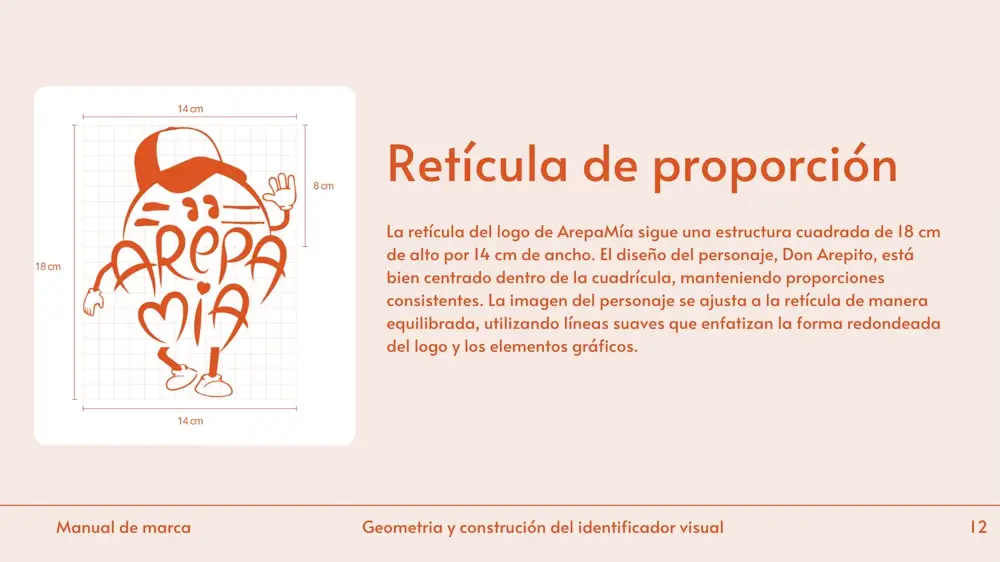 14 cm
8 cm
18 cm
AREPA
MIA
14 cm
Retícula de proporción
La retícula del logo de ArepaMía sigue una estructura cuadrada de 18 cm
de alto por 14 cm de ancho. El diseño del personaje, Don Arepito, está
bien centrado dentro de la cuadrícula, manteniendo proporciones
consistentes. La imagen del personaje se ajusta a la retícula de manera
equilibrada, utilizando líneas suaves que enfatizan la forma redondeada
del logo y los elementos gráficos.
Manual de marca
Geometria y construción del identificador visual
12